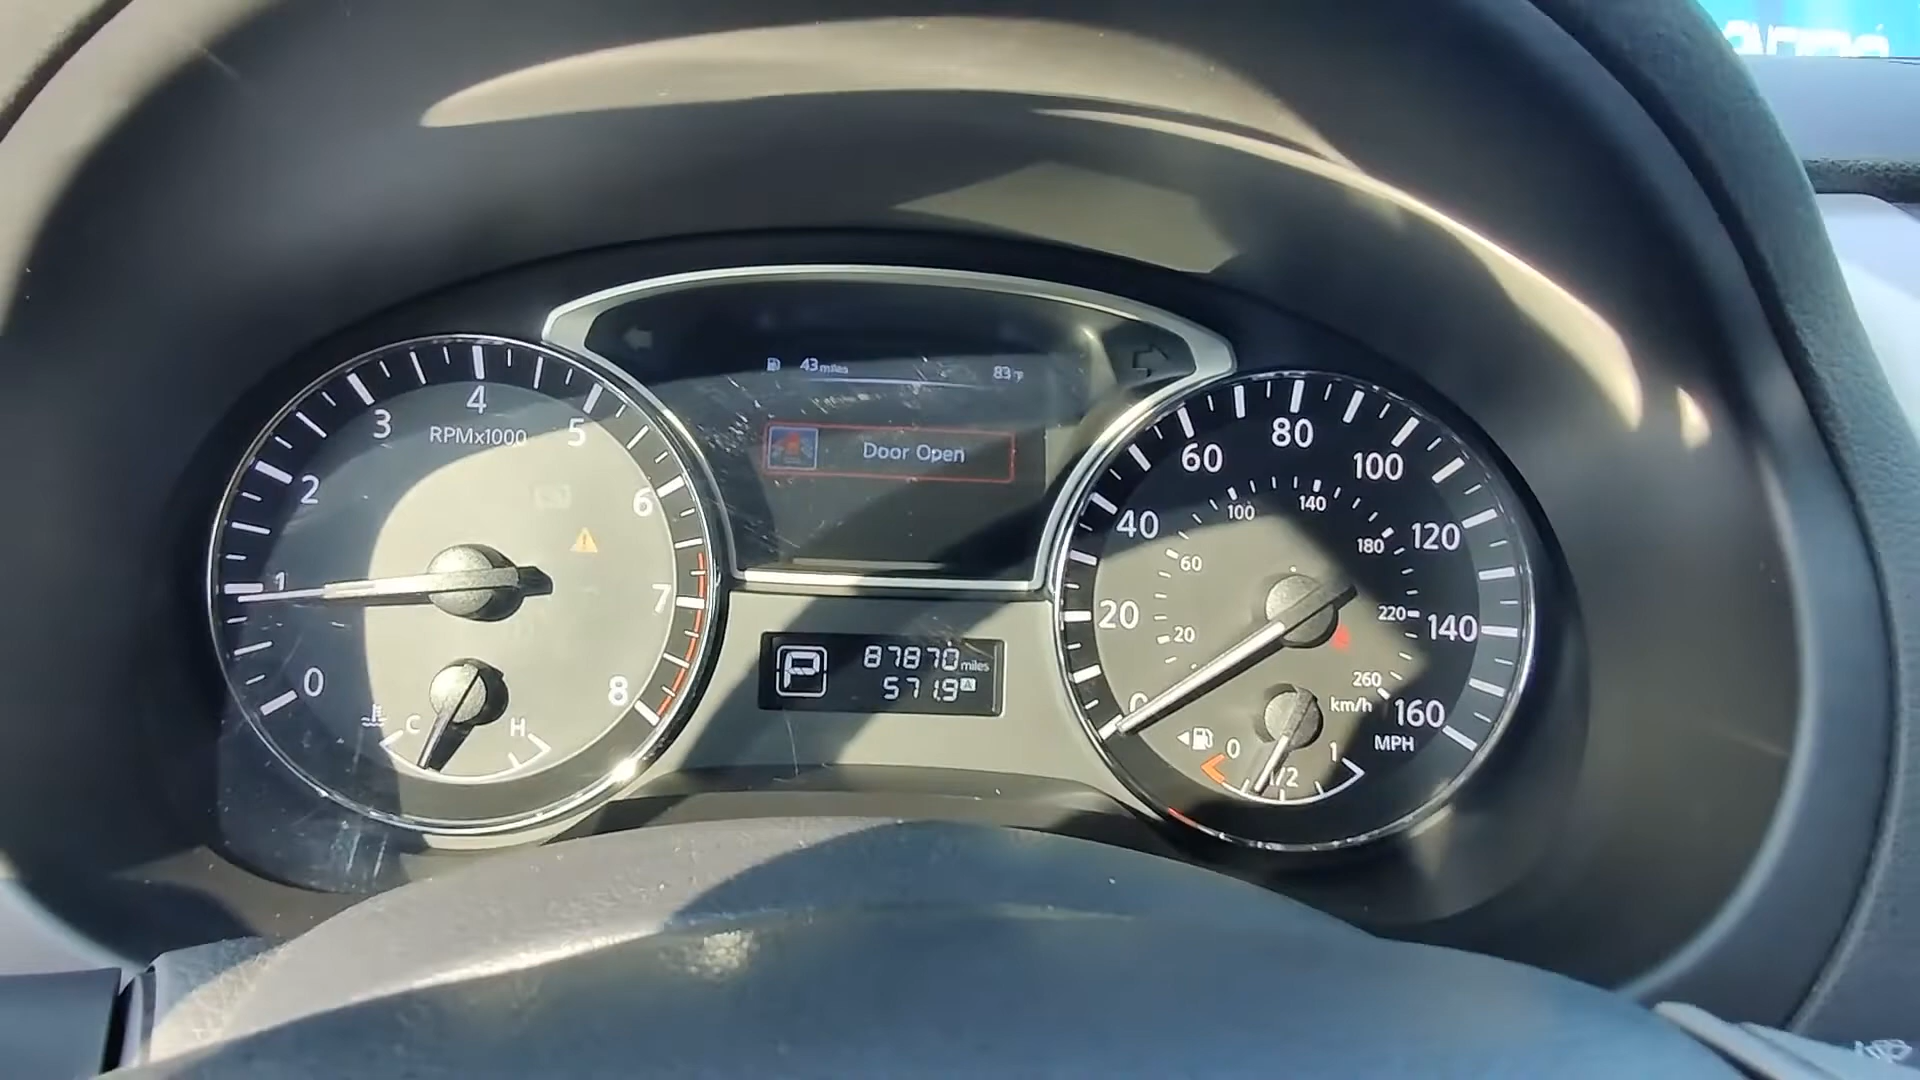 43 miles 83°F
Door Open
0
1
2
3
4
5
6
7
8
RPMx1000
C H
P
87870 miles
571.9 A
0
20
40
60
80
100
120
140
160
MPH
20
60
100
140
180
220
260
km/h
0 1/2 1